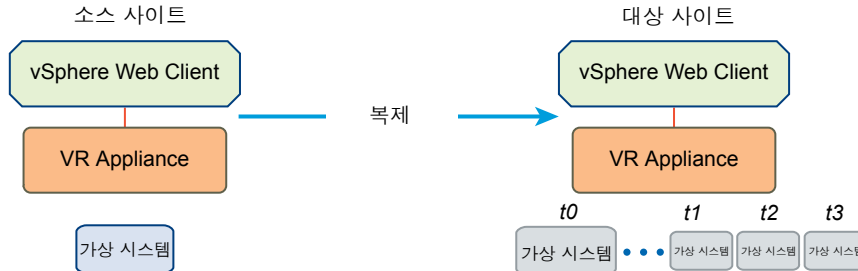 소스 사이트
대상 사이트
vSphere Web Client
vSphere Web Client
복제
VR Appliance
VR Appliance
t0
t1
t2
t3
가상 시스템
가상 시스템
가상 시스템
가상 시스템
가상 시스템